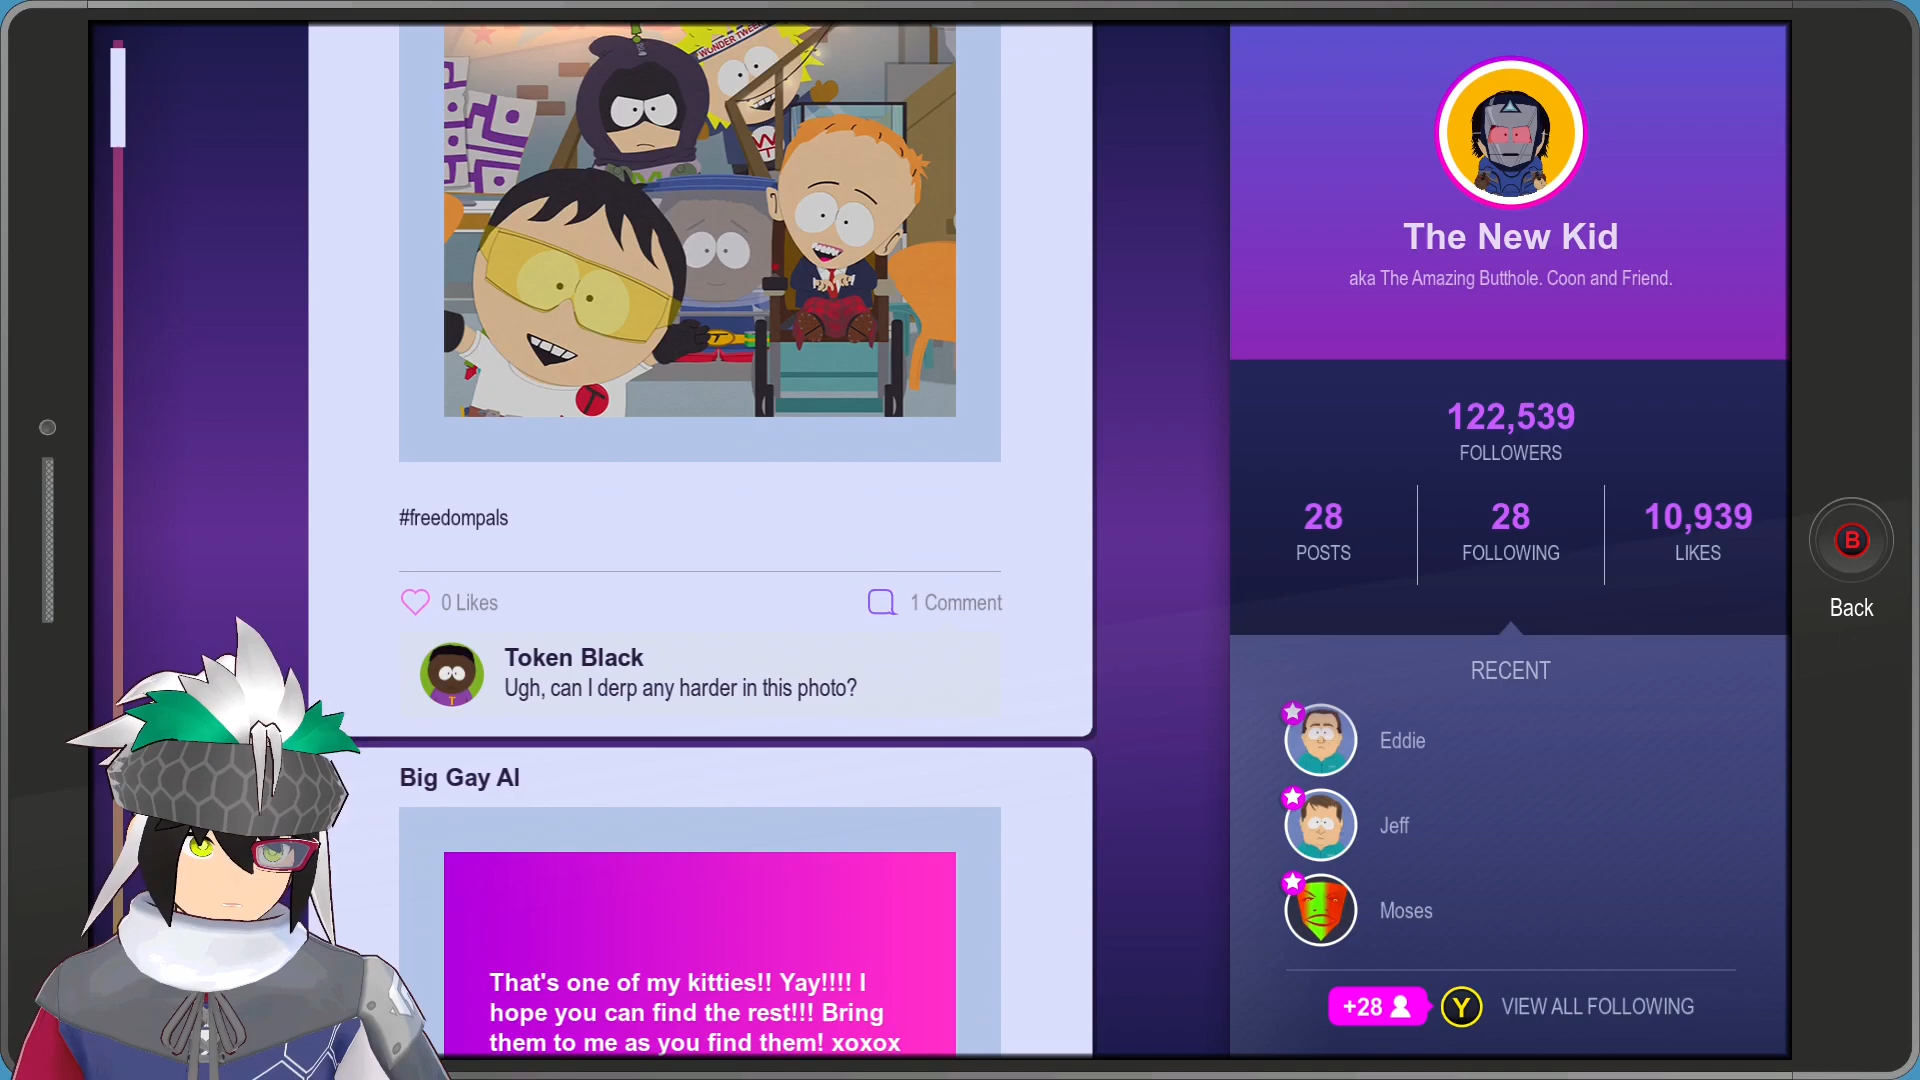 WONDER TWEEK
W
T
M
T
T
#freedompals
0 Likes
1 Comment
Token Black
Ugh, can I derp any harder in this photo?
T
Big Gay Al
That's one of my kitties!! Yay!!!! I
hope you can find the rest!!! Bring
them to me as you find them! xoxox
The New Kid
aka The Amazing Butthole. Coon and Friend.
122,539
FOLLOWERS
28
POSTS
28
FOLLOWING
10,939
LIKES
RECENT
Eddie
Jeff
Moses
+28
Y
VIEW ALL FOLLOWING
B
Back